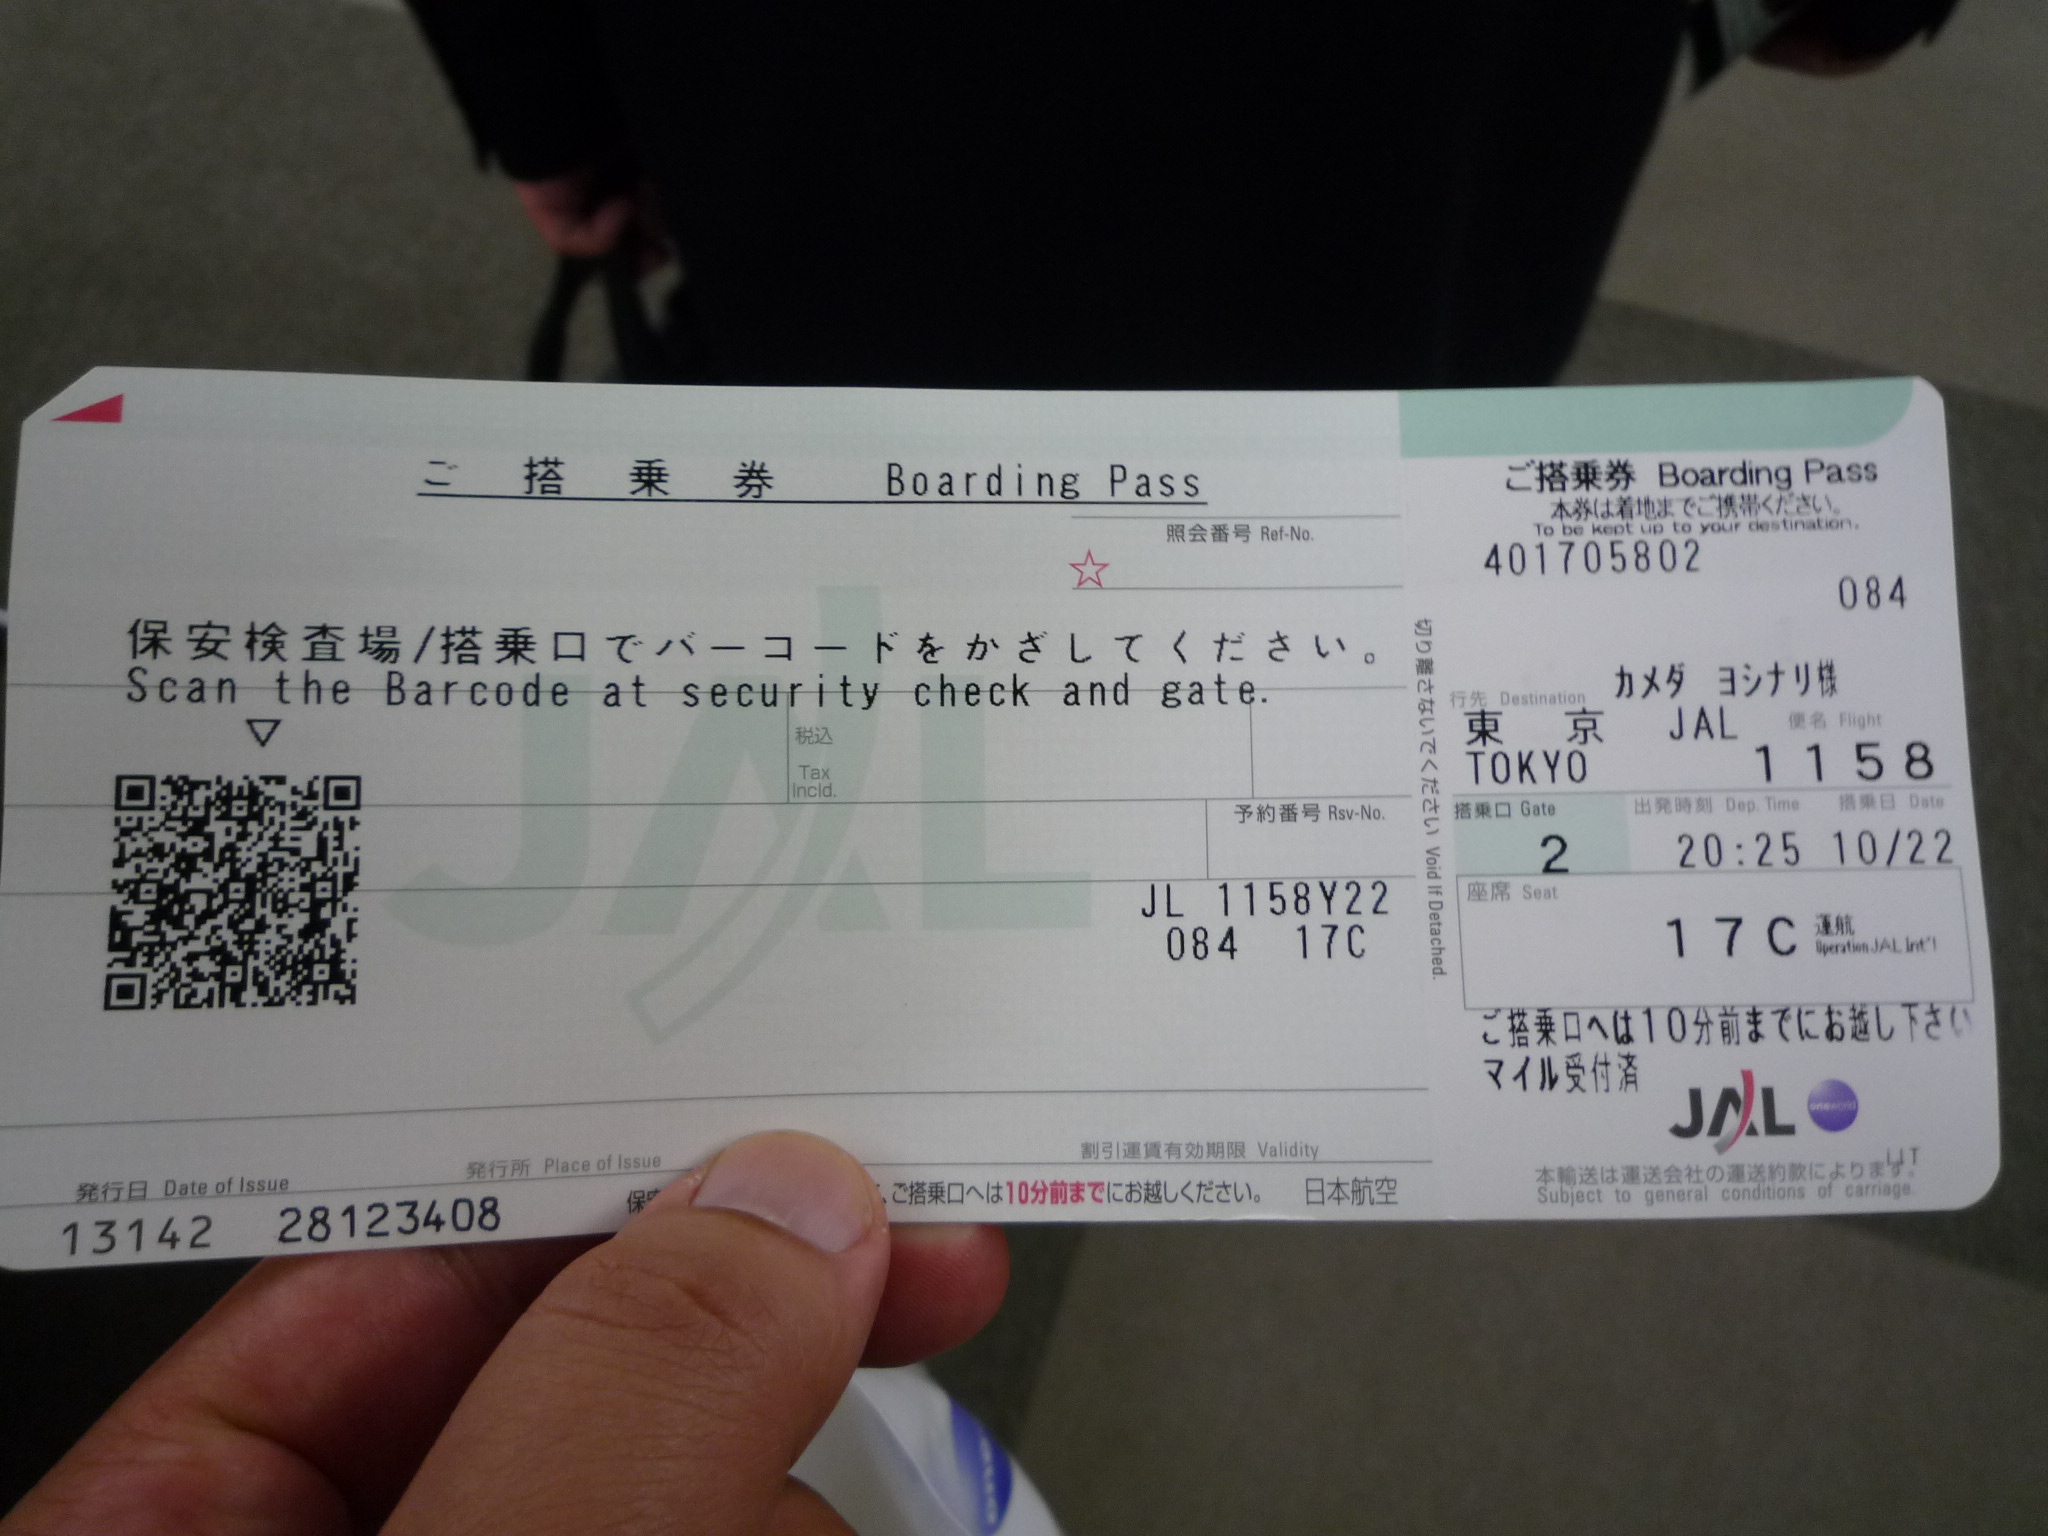 ご搭乗券 Boarding Pass
照会番号 Ref-No.
☆
保安検査場/搭乗口でバーコードをかざしてください。
Scan the Barcode at security check and gate.
▽
税込
Tax
Incld.
予約番号 Rsv-No.
JL 1158Y22
084 17C
JAL
割引運賃有効期限 Validity
発行日 Date of Issue
発行所 Place of Issue
13142 28123408
保安
ご搭乗口へは10分前までにお越しください。 日本航空
切り離さないでください Void If Detached.
ご搭乗券 Boarding Pass
本券は着地までご携帯ください。
To be kept up to your destination.
401705802
084
カメダ ヨシナリ様
行先 Destination
東京 JAL 便名 Flight
TOKYO 1158
搭乗口 Gate 出発時刻 Dep. Time 搭乗日 Date
2 20:25 10/22
座席 Seat
17C 運航
Operation JAL Int'l
ご搭乗口へは10分前までにお越し下さい
マイル受付済
JAL oneworld
本輸送は運送会社の運送約款によります。
Subject to general conditions of carriage.